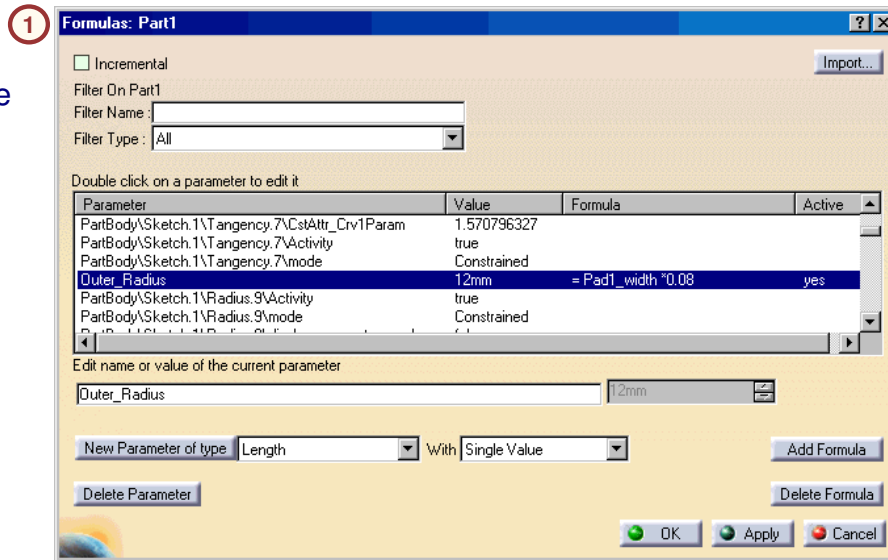 1
Formulas: Part1
e
Incremental
Import...
Filter On Part1
Filter Name :
Filter Type : All
Double click on a parameter to edit it
Parameter Value Formula Active
PartBody\Sketch.1\Tangency.7\CstAttr_Crv1Param 1.570796327
PartBody\Sketch.1\Tangency.7\Activity true
PartBody\Sketch.1\Tangency.7\mode Constrained
Outer_Radius 12mm = Pad1_width *0.08 yes
PartBody\Sketch.1\Radius.9\Activity true
PartBody\Sketch.1\Radius.9\mode Constrained
Edit name or value of the current parameter
Outer_Radius 12mm
New Parameter of type Length With Single Value Add Formula
Delete Parameter Delete Formula
OK Apply Cancel